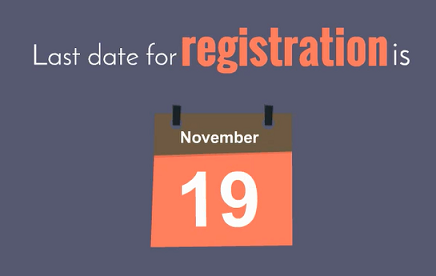 Last date for registration is
November
19